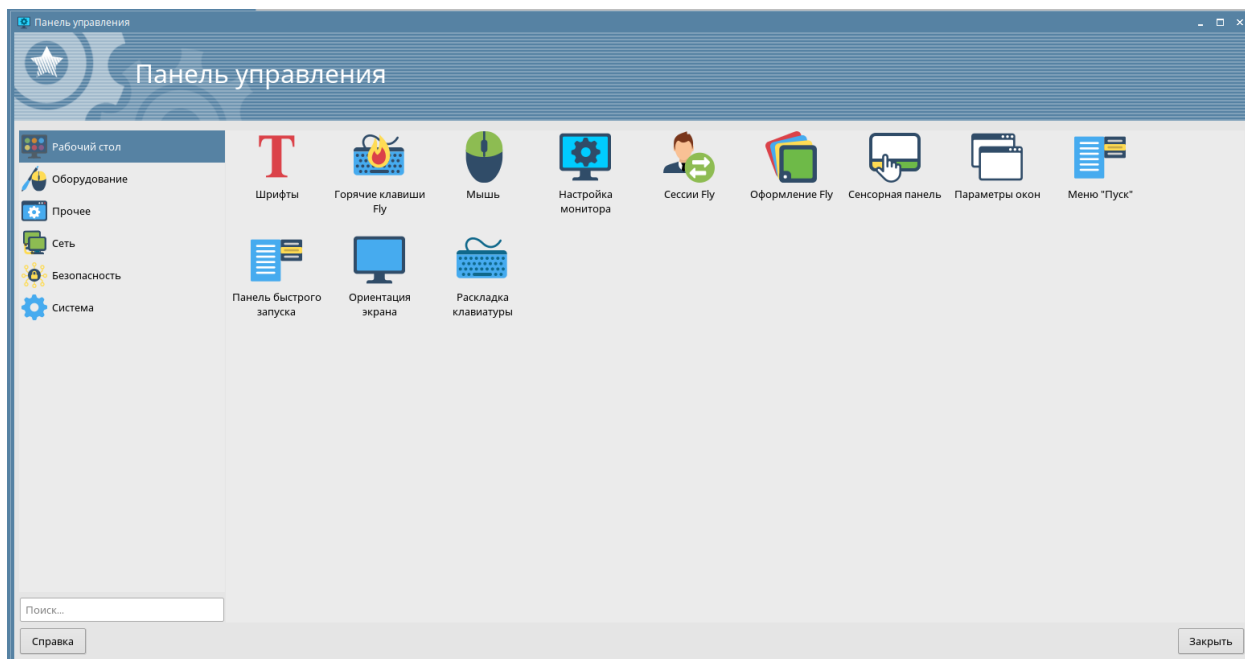 Панель управления
Панель управления
Рабочий стол
Оборудование
Прочее
Сеть
Безопасность
Система
Шрифты
Горячие клавиши
Fly
Мышь
Настройка
монитора
Сессии Fly
Оформление Fly
Сенсорная панель
Параметры окон
Меню "Пуск"
Панель быстрого
запуска
Ориентация
экрана
Раскладка
клавиатуры
Поиск...
Справка
Закрыть